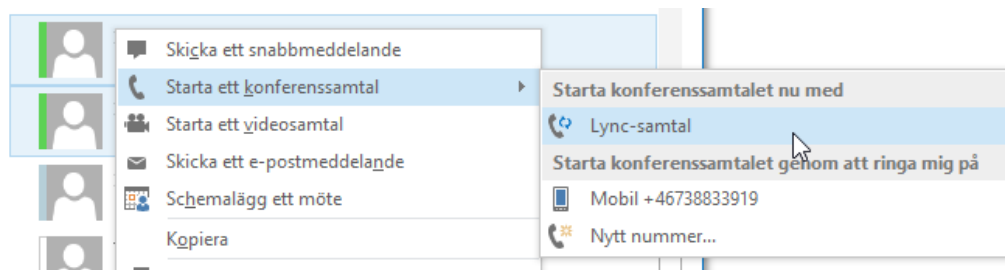 Skicka ett snabbmeddelande
Starta ett konferenssamtal
Starta ett videosamtal
Skicka ett e-postmeddelande
Schemalägg ett möte
Kopiera
Starta konferenssamtalet nu med
Lync-samtal
Starta konferenssamtalet genom att ringa mig på
Mobil +46738833919
Nytt nummer...